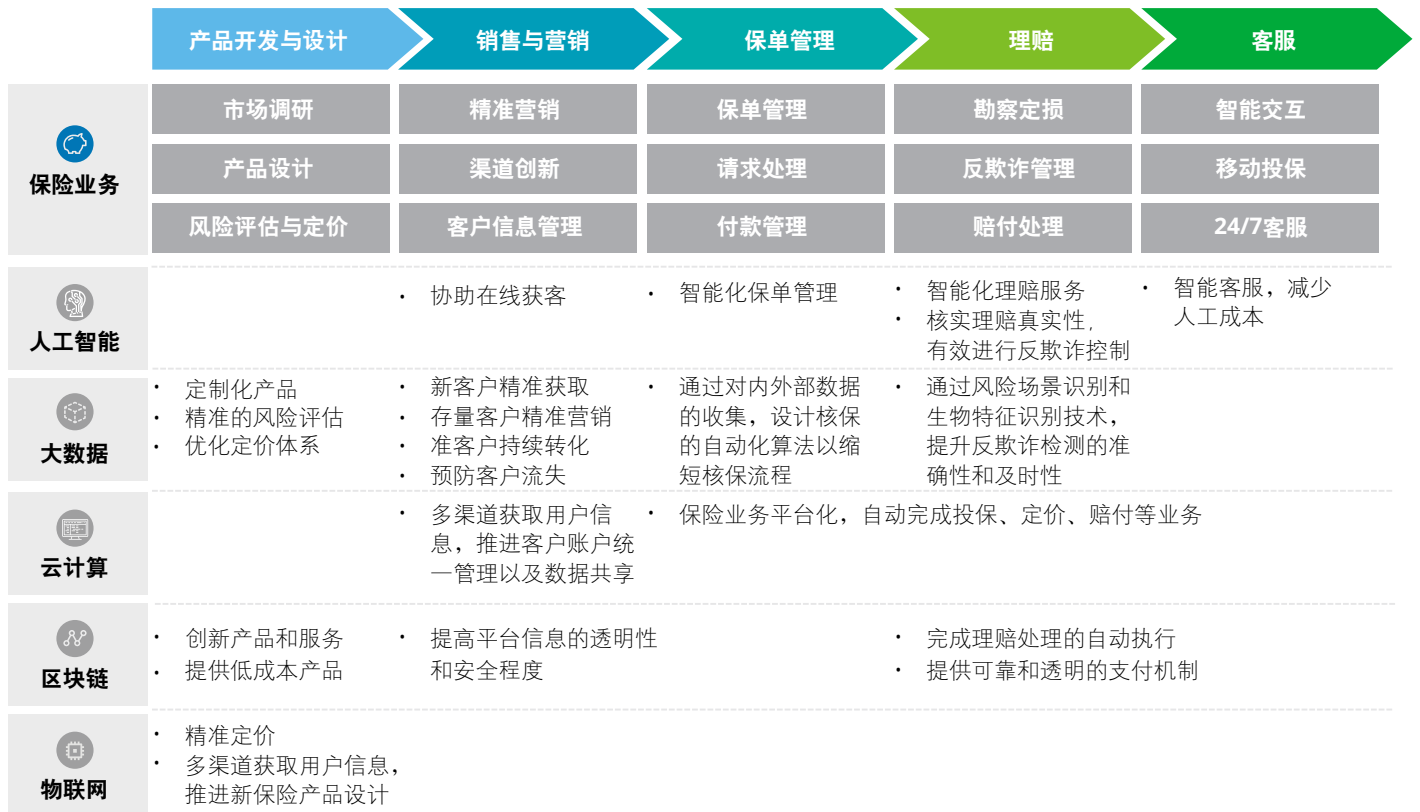 产品开发与设计
销售与营销
保单管理
理赔
客服
保险业务
市场调研
精准营销
保单管理
勘察定损
智能交互
产品设计
渠道创新
请求处理
反欺诈管理
移动投保
风险评估与定价
客户信息管理
付款管理
赔付处理
24/7客服
人工智能
· 协助在线获客
· 智能化保单管理
· 智能化理赔服务
· 核实理赔真实性,
有效进行反欺诈控制
· 智能客服，减少
人工成本
大数据
· 定制化产品
· 精准的风险评估
· 优化定价体系
· 新客户精准获取
· 存量客户精准营销
· 准客户持续转化
· 预防客户流失
· 通过对内外部数据
的收集，设计核保
的自动化算法以缩
短核保流程
· 通过风险场景识别和
生物特征识别技术，
提升反欺诈检测的准
确性和及时性
云计算
· 多渠道获取用户信
息，推进客户账户统
一管理以及数据共享
· 保险业务平台化，自动完成投保、定价、赔付等业务
区块链
· 创新产品和服务
· 提供低成本产品
· 提高平台信息的透明性
和安全程度
· 完成理赔处理的自动执行
· 提供可靠和透明的支付机制
物联网
· 精准定价
· 多渠道获取用户信息，
推进新保险产品设计